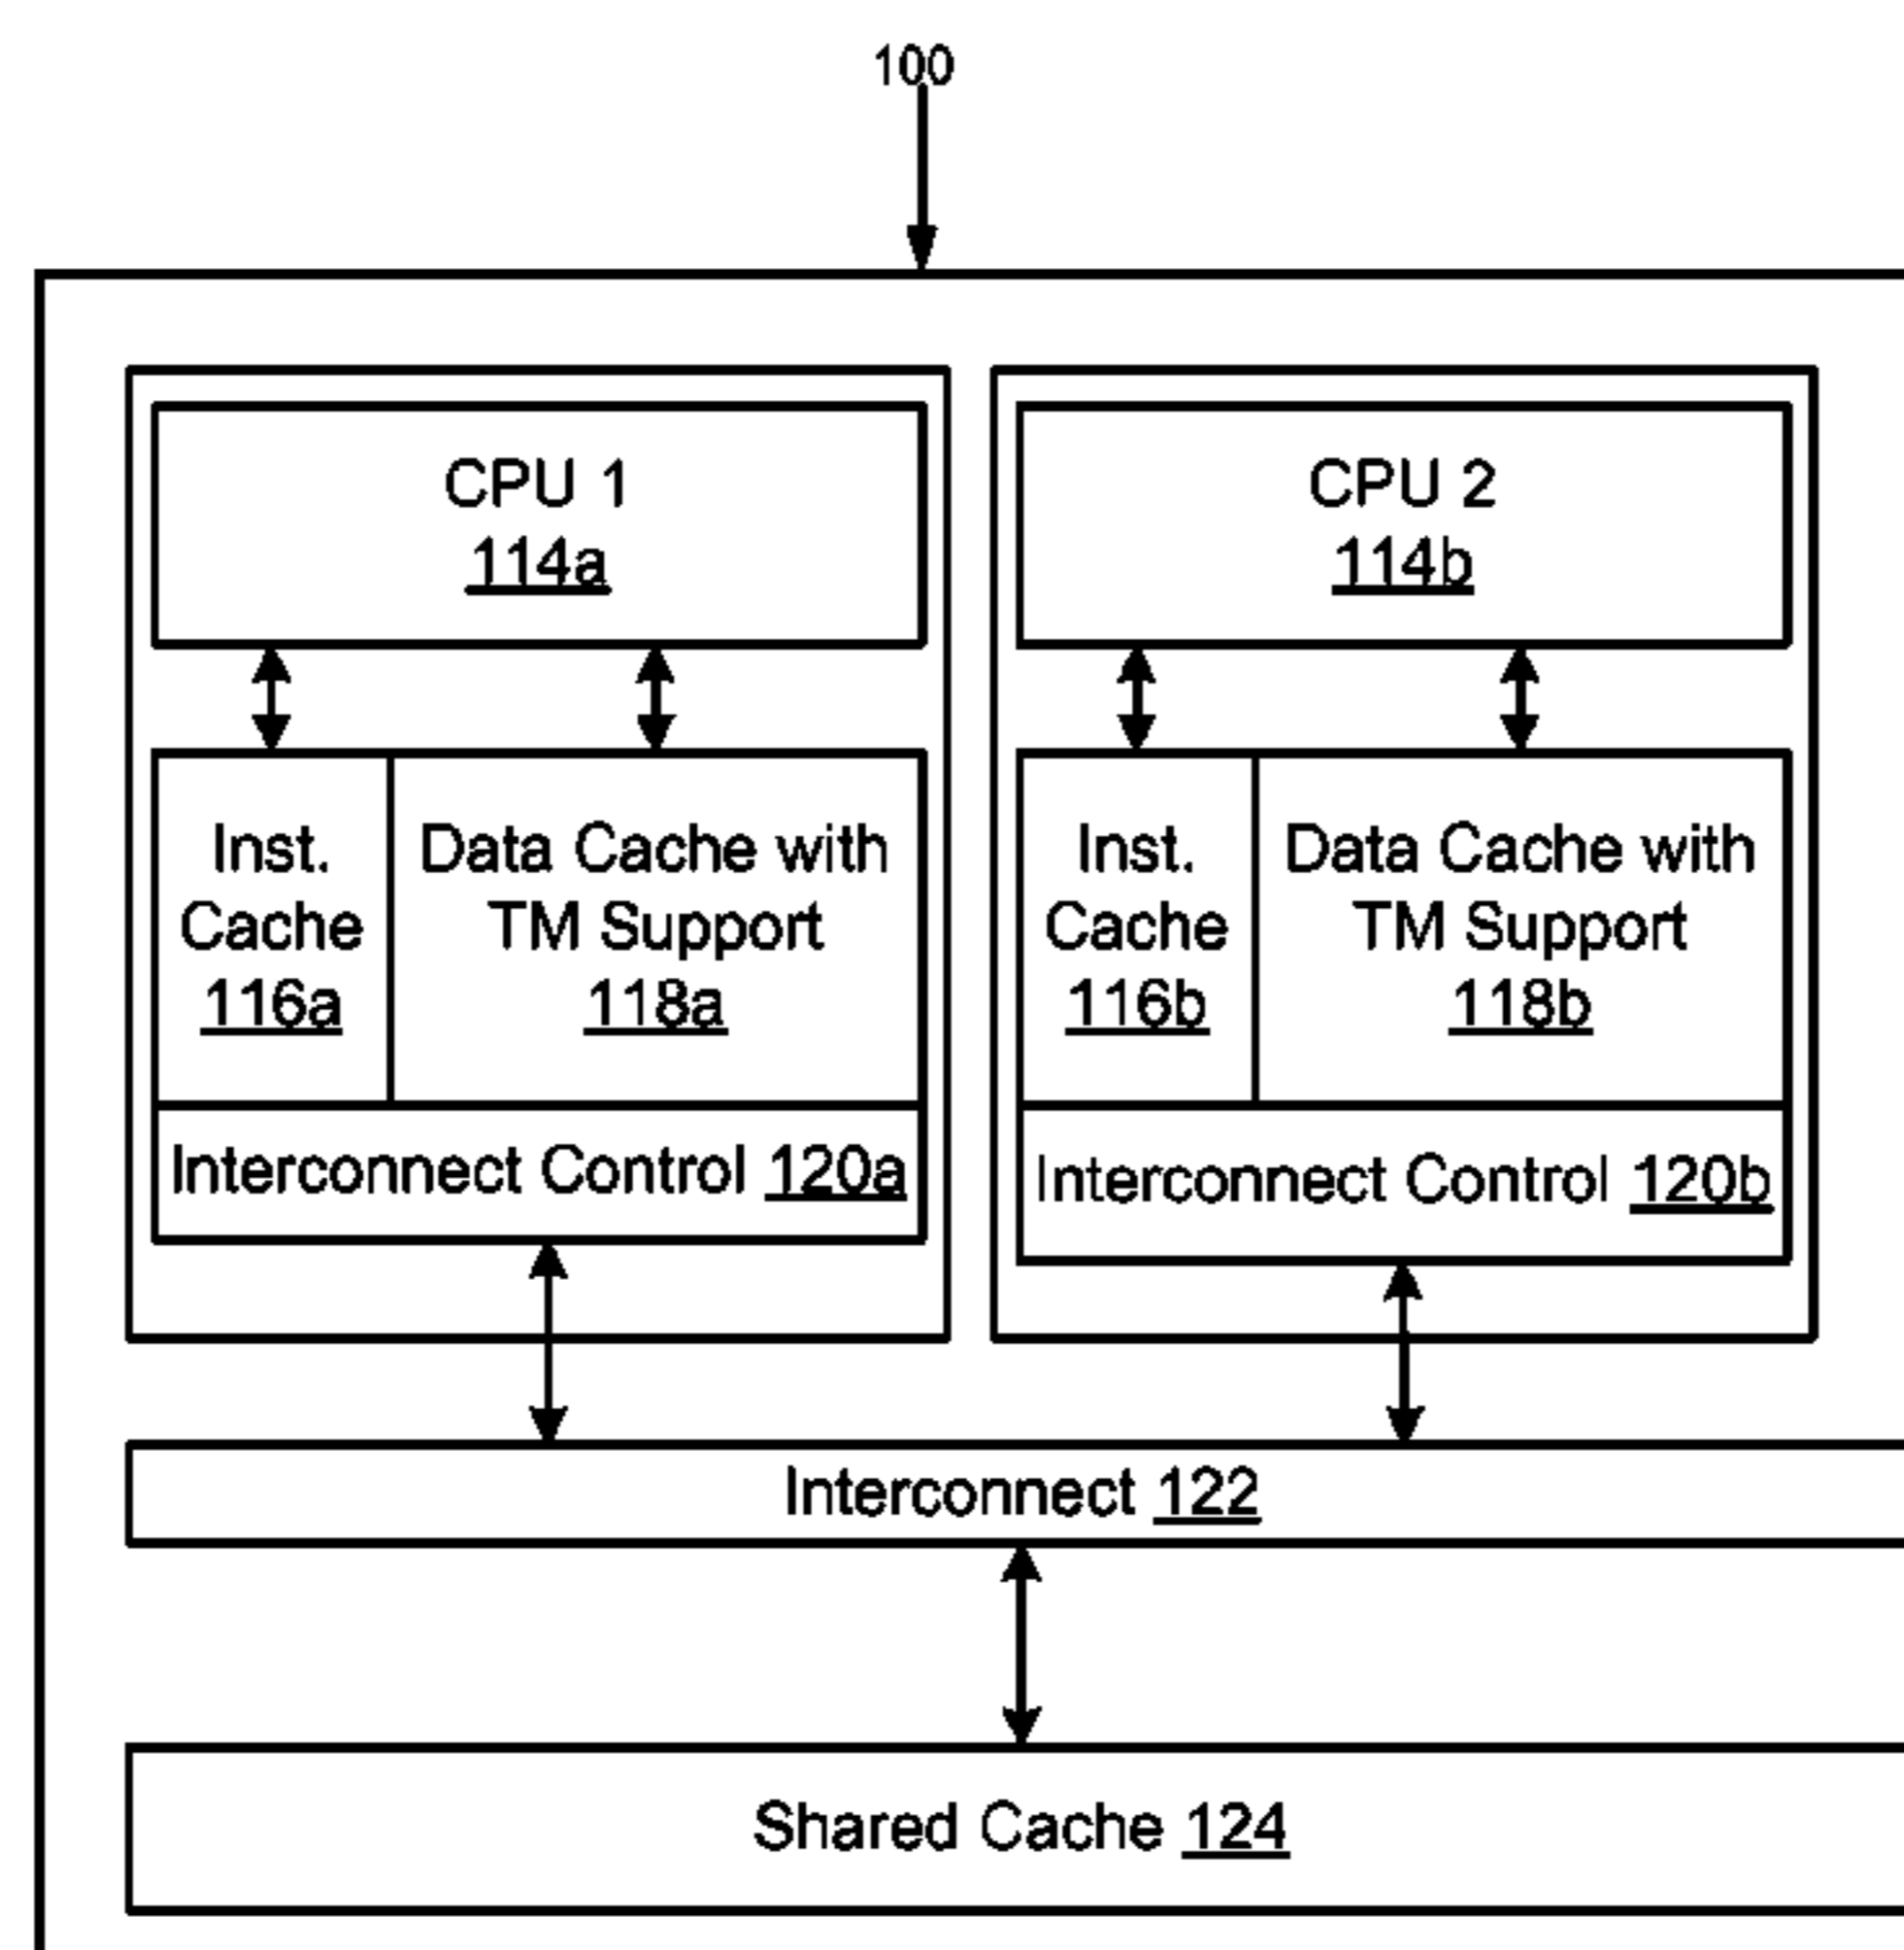 100
CPU 1
114a
CPU 2
114b
Inst.
Cache
116a
Data Cache with
TM Support
118a
Inst.
Cache
116b
Data Cache with
TM Support
118b
Interconnect Control 120a
Interconnect Control 120b
Interconnect 122
Shared Cache 124